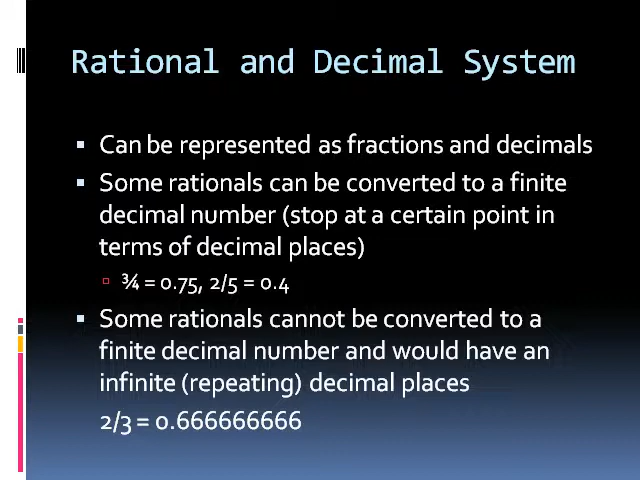 Rational and Decimal System
Can be represented as fractions and decimals
Some rationals can be converted to a finite
decimal number (stop at a certain point in
terms of decimal places)
¾ = 0.75, 2/5 = 0.4
Some rationals cannot be converted to a
finite decimal number and would have an
infinite (repeating) decimal places
2/3 = 0.666666666